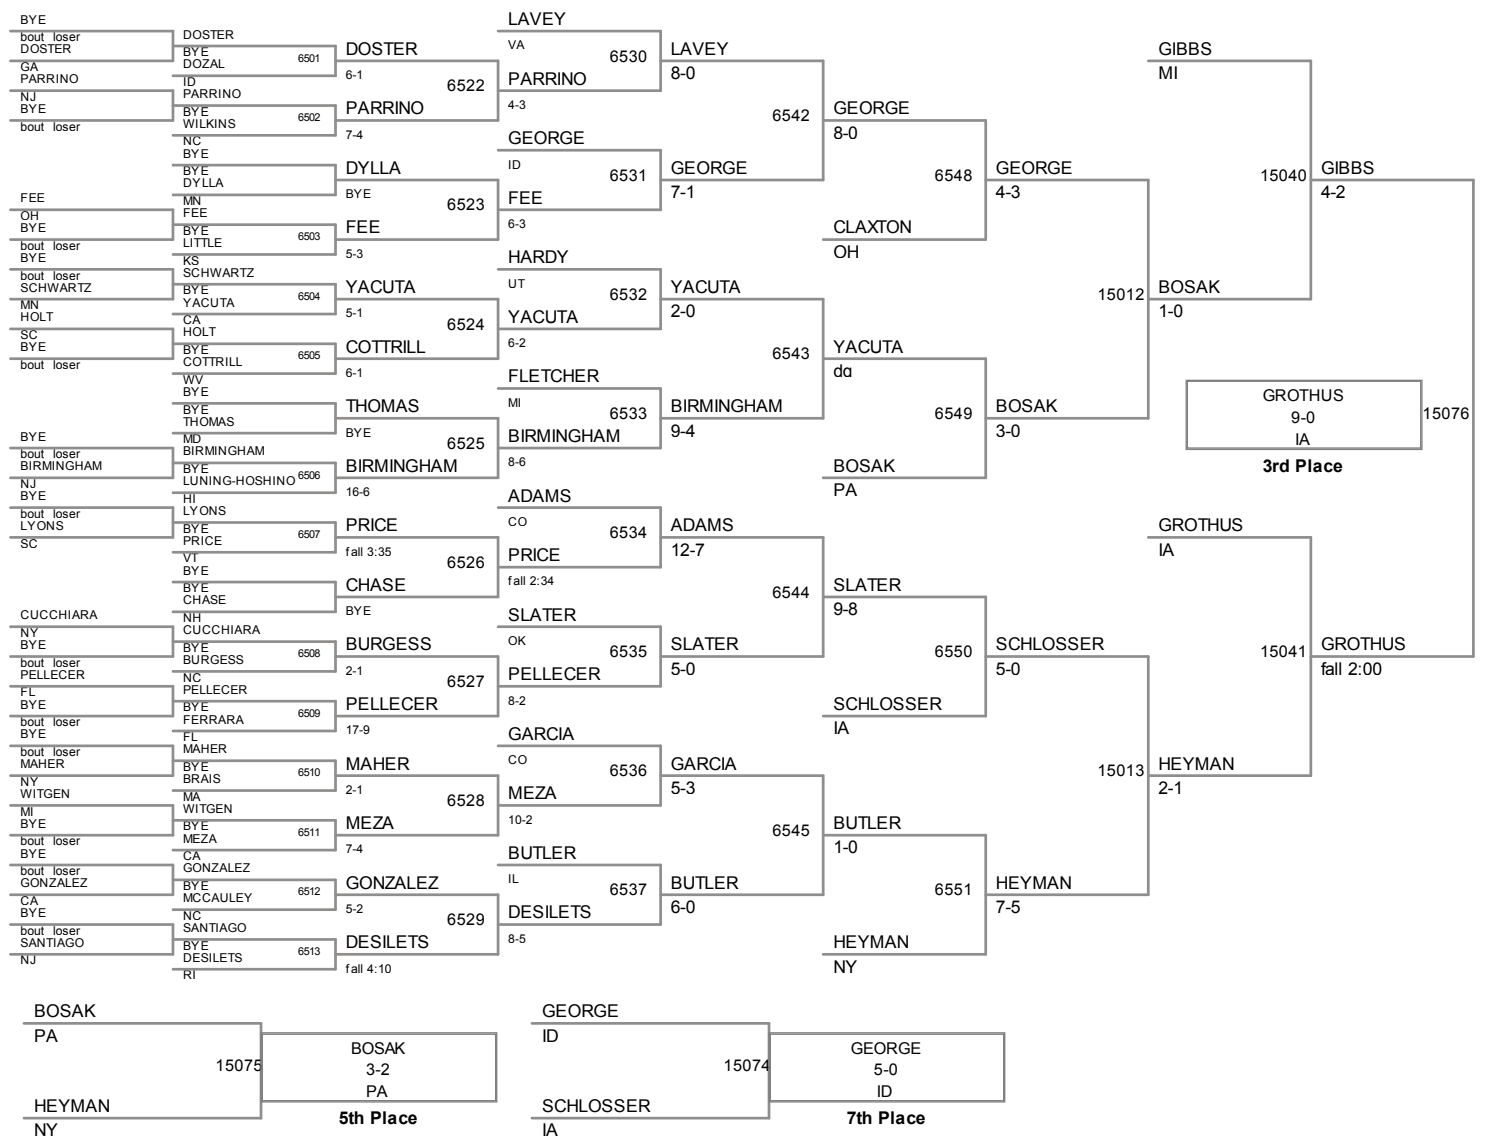 BYE
bout loser
DOSTER
GA
PARRINO
NJ
BYE
bout loser
FEE
OH
BYE
bout loser
BYE
bout loser
SCHWARTZ
MN
HOLT
SC
BYE
bout loser
BYE
bout loser
BIRMINGHAM
NJ
BYE
bout loser
LYONS
SC
CUCCHIARA
NY
BYE
bout loser
PELLECER
FL
BYE
bout loser
BYE
bout loser
MAHER
NY
WITGEN
MI
BYE
bout loser
BYE
bout loser
GONZALEZ
CA
BYE
bout loser
SANTIAGO
NJ
DOSTER
BYE
6501
DOZAL
ID
PARRINO
BYE
6502
WILKINS
NC
BYE
BYE
DYLLA
MN
FEE
BYE
6503
LITTLE
KS
SCHWARTZ
BYE
6504
YACUTA
CA
HOLT
BYE
6505
COTTRILL
WV
BYE
BYE
THOMAS
MD
BIRMINGHAM
BYE
6506
LUNING-HOSHINO
HI
LYONS
BYE
6507
PRICE
VT
BYE
BYE
CHASE
NH
CUCCHIARA
BYE
6508
BURGESS
NC
PELLECER
BYE
6509
FERRARA
FL
MAHER
BYE
6510
BRAIS
MA
WITGEN
BYE
6511
MEZA
CA
GONZALEZ
BYE
6512
MCCAULEY
NC
SANTIAGO
BYE
6513
DESILETS
RI
DOSTER
6-1
6522
PARRINO
7-4
DYLLA
BYE
6523
FEE
5-3
YACUTA
5-1
6524
COTTRILL
6-1
THOMAS
BYE
6525
BIRMINGHAM
16-6
PRICE
fall 3:35
6526
CHASE
BYE
BURGESS
2-1
6527
PELLECER
17-9
MAHER
2-1
6528
MEZA
7-4
GONZALEZ
5-2
6529
DESILETS
fall 4:10
LAVEY
VA
6530
PARRINO
4-3
GEORGE
ID
6531
FEE
6-3
HARDY
UT
6532
YACUTA
6-2
FLETCHER
MI
6533
BIRMINGHAM
8-6
ADAMS
CO
6534
PRICE
fall 2:34
SLATER
OK
6535
PELLECER
8-2
GARCIA
CO
6536
MEZA
10-2
BUTLER
IL
6537
DESILETS
8-5
LAVEY
8-0
6542
GEORGE
7-1
YACUTA
2-0
6543
BIRMINGHAM
9-4
ADAMS
12-7
6544
SLATER
5-0
GARCIA
5-3
6545
BUTLER
6-0
GEORGE
8-0
6548
CLAXTON
OH
YACUTA
dq
6549
BOSAK
PA
SLATER
9-8
6550
SCHLOSSER
IA
BUTLER
1-0
6551
HEYMAN
NY
GEORGE
4-3
15012
BOSAK
3-0
SCHLOSSER
5-0
15013
HEYMAN
7-5
GIBBS
MI
15040
BOSAK
1-0
GROTHUS
IA
15041
HEYMAN
2-1
GIBBS
4-2
15076
GROTHUS
fall 2:00
GROTHUS
9-0
IA
3rd Place
BOSAK
PA
15075
HEYMAN
NY
BOSAK
3-2
PA
5th Place
GEORGE
ID
15074
SCHLOSSER
IA
GEORGE
5-0
ID
7th Place